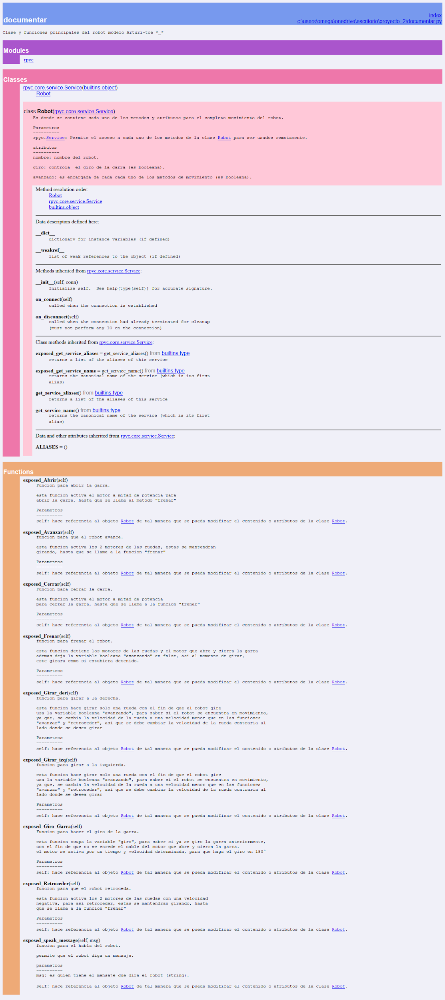 documentar
index
c:\users\omega\onedrive\escritorio\proyecto_2\documentar.py
Clase y funciones principales del robot modelo Arturi-toe *_*
Modules
rpyc
Classes
rpyc.core.service.Service(builtins.object)
Robot
class Robot(rpyc.core.service.Service)
Es donde se contiene cada uno de los metodos y atributos para el completo movimiento del robot.
Parametros
----------
rpyc.Service: Permite el acceso a cada uno de los metodos de la clase Robot para ser usados remotamente.
atributos
----------
nombre: nombre del robot.
giro: controla  el giro de la garra (es booleana).
avanzado: es encargada de cada cada uno de los metodos de movimiento (es booleana).
Method resolution order:
Robot
rpyc.core.service.Service
builtins.object
Data descriptors defined here:
__dict__
dictionary for instance variables (if defined)
__weakref__
list of weak references to the object (if defined)
Methods inherited from rpyc.core.service.Service:
__init__(self, conn)
Initialize self.  See help(type(self)) for accurate signature.
on_connect(self)
called when the connection is established
on_disconnect(self)
called when the connection had already terminated for cleanup
(must not perform any IO on the connection)
Class methods inherited from rpyc.core.service.Service:
exposed_get_service_aliases = get_service_aliases() from builtins.type
returns a list of the aliases of this service
exposed_get_service_name = get_service_name() from builtins.type
returns the canonical name of the service (which is its first
alias)
get_service_aliases() from builtins.type
returns a list of the aliases of this service
get_service_name() from builtins.type
returns the canonical name of the service (which is its first
alias)
Data and other attributes inherited from rpyc.core.service.Service:
ALIASES = ()
Functions
exposed_Abrir(self)
Funcion para abrir la garra.
esta funcion activa el motor a mitad de potencia para
abrir la garra, hasta que se llame al metodo "frenar"
Parametros
----------
self: hace referencia al objeto Robot de tal manera que se pueda modificar el contenido o atributos de la clase Robot.
exposed_Avanzar(self)
funcion para que el robot avance.
esta funcion activa los 2 motores de las ruedas, estas se mantendran
girando, hasta que se llame a la funcion "frenar"
Parametros
----------
self: hace referencia al objeto Robot de tal manera que se pueda modificar el contenido o atributos de la clase Robot.
exposed_Cerrar(self)
Funcion para cerrar la garra.
esta funcion activa el motor a mitad de potencia
para cerrar la garra, hasta que se llame a la funcion "frenar"
Parametros
----------
self: hace referencia al objeto Robot de tal manera que se pueda modificar el contenido o atributos de la clase Robot.
exposed_Frenar(self)
funcion para frenar el robot.
esta funcion detiene los motores de las ruedas y el motor que abre y cierra la garra
ademas deja la variable booleana "avanzando" en false, asi al momento de girar,
este girara como si estubiera detenido.
Parametros
----------
self: hace referencia al objeto Robot de tal manera que se pueda modificar el contenido o atributos de la clase Robot.
exposed_Girar_der(self)
funcion para girar a la derecha.
esta funcion hace girar solo una rueda con el fin de que el robot gire
usa la variable booleana "avanzando", para saber si el robot se encuentra en movimiento,
ya que, se cambia la velocidad de la rueda a una velocidad menor que en las funciones
"avanzar" y "retroceder", asi que se debe cambiar la velocidad de la rueda contraria al
lado donde se desea girar
Parametros
----------
self: hace referencia al objeto Robot de tal manera que se pueda modificar el contenido o atributos de la clase Robot.
exposed_Girar_izq(self)
funcion para girar a la izquierda.
esta funcion hace girar solo una rueda con el fin de que el robot gire
usa la variable booleana "avanzando", para saber si el robot se encuentra en movimiento,
ya que, se cambia la velocidad de la rueda a una velocidad menor que en las funciones
"avanzar" y "retroceder", asi que se debe cambiar la velocidad de la rueda contraria al
lado donde se desea girar
Parametros
----------
self: hace referencia al objeto Robot de tal manera que se pueda modificar el contenido o atributos de la clase Robot.
exposed_Giro_Garra(self)
Funcion para hacer el giro de la garra.
esta funcion ocupa la variable "giro", para saber si ya se giro la garra anteriormente,
con el fin de que no se enrede el cable del motor que abre y cierra la garra.
el motor se activa por un tiempo y velocidad determinada, para que haga el giro en 180°
Parametros
----------
self: hace referencia al objeto Robot de tal manera que se pueda modificar el contenido o atributos de la clase Robot.
exposed_Retroceder(self)
funcion para que el robot retroceda.
esta funcion activa los 2 motores de las ruedas con una velocidad
negativa, para asi retroceder, estas se mantendran girando, hasta
que se llame a la funcion "frenar"
Parametros
----------
self: hace referencia al objeto Robot de tal manera que se pueda modificar el contenido o atributos de la clase Robot.
exposed_speak_message(self, msg)
funcion para el habla del robot.
permite que el robot diga un mensaje.
parametros
----------
msg: es quien tiene el mensaje que dira el robot (string).
self: hace referencia al objeto Robot de tal manera que se pueda modificar el contenido o atributos de la clase Robot.